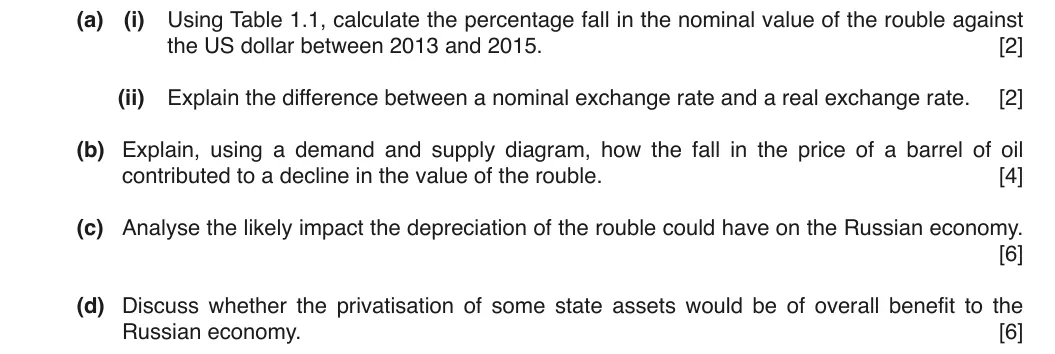 (a) (i) Using Table 1.1, calculate the percentage fall in the nominal value of the rouble against
the US dollar between 2013 and 2015. [2]
(ii) Explain the difference between a nominal exchange rate and a real exchange rate. [2]
(b) Explain, using a demand and supply diagram, how the fall in the price of a barrel of oil
contributed to a decline in the value of the rouble. [4]
(c) Analyse the likely impact the depreciation of the rouble could have on the Russian economy.
[6]
(d) Discuss whether the privatisation of some state assets would be of overall benefit to the
Russian economy. [6]